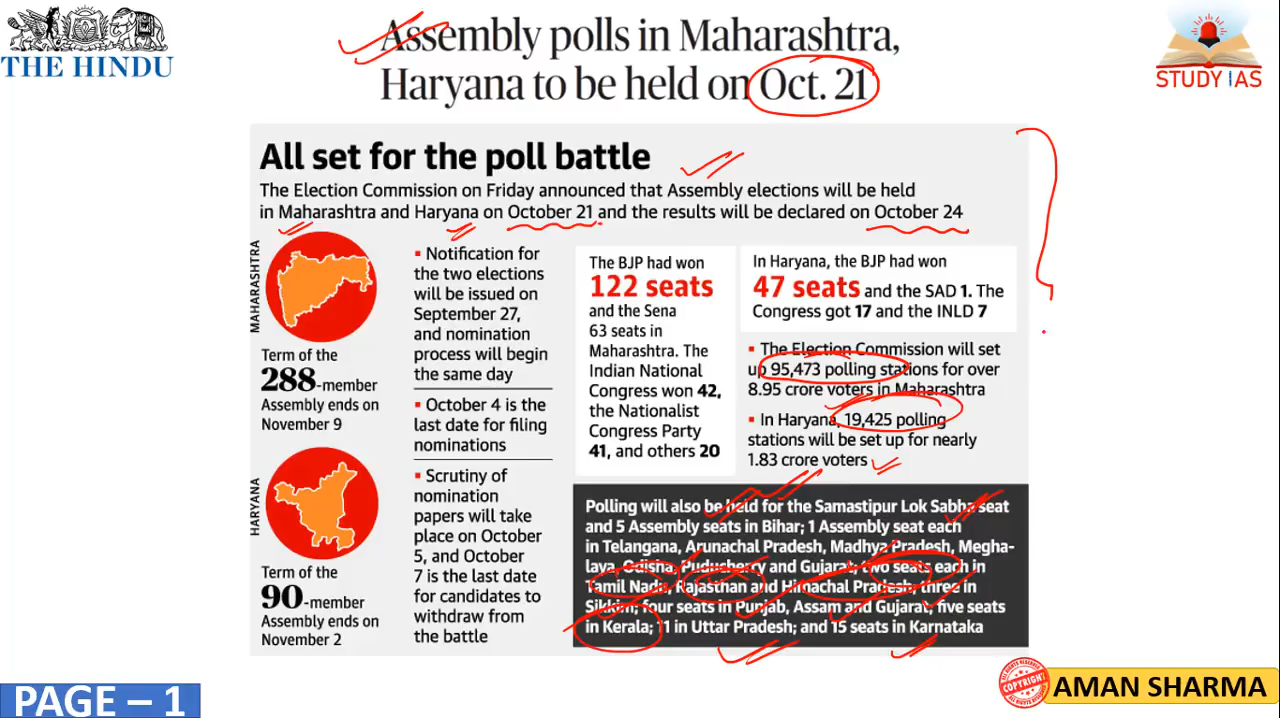 THE HINDU
Assembly polls in Maharashtra,
Haryana to be held on Oct. 21
STUDY IAS
All set for the poll battle
The Election Commission on Friday announced that Assembly elections will be held
in Maharashtra and Haryana on October 21 and the results will be declared on October 24
MAHARASHTRA
Term of the
288-member
Assembly ends on
November 9
HARYANA
Term of the
90-member
Assembly ends on
November 2
▪ Notification for
the two elections
will be issued on
September 27,
and nomination
process will begin
the same day
▪ October 4 is the
last date for filing
nominations
▪ Scrutiny of
nomination
papers will take
place on October
5, and October
7 is the last date
for candidates to
withdraw from
the battle
The BJP had won
122 seats
and the Sena
63 seats in
Maharashtra. The
Indian National
Congress won 42,
the Nationalist
Congress Party
41, and others 20
In Haryana, the BJP had won
47 seats and the SAD 1. The
Congress got 17 and the INLD 7
▪ The Election Commission will set
up 95,473 polling stations for over
8.95 crore voters in Maharashtra
▪ In Haryana, 19,425 polling
stations will be set up for nearly
1.83 crore voters
Polling will also be held for the Samastipur Lok Sabha seat
and 5 Assembly seats in Bihar; 1 Assembly seat each
in Telangana, Arunachal Pradesh, Madhya Pradesh, Megha-
laya, Odisha, Puducherry and Gujarat; two seats each in
Tamil Nadu, Rajasthan and Himachal Pradesh, three in
Sikkim; four seats in Punjab, Assam and Gujarat, five seats
in Kerala; 11 in Uttar Pradesh; and 15 seats in Karnataka
PAGE – 1
ALL RIGHTS RESERVED
COPYRIGHT
ALL RIGHTS RESERVED
AMAN SHARMA